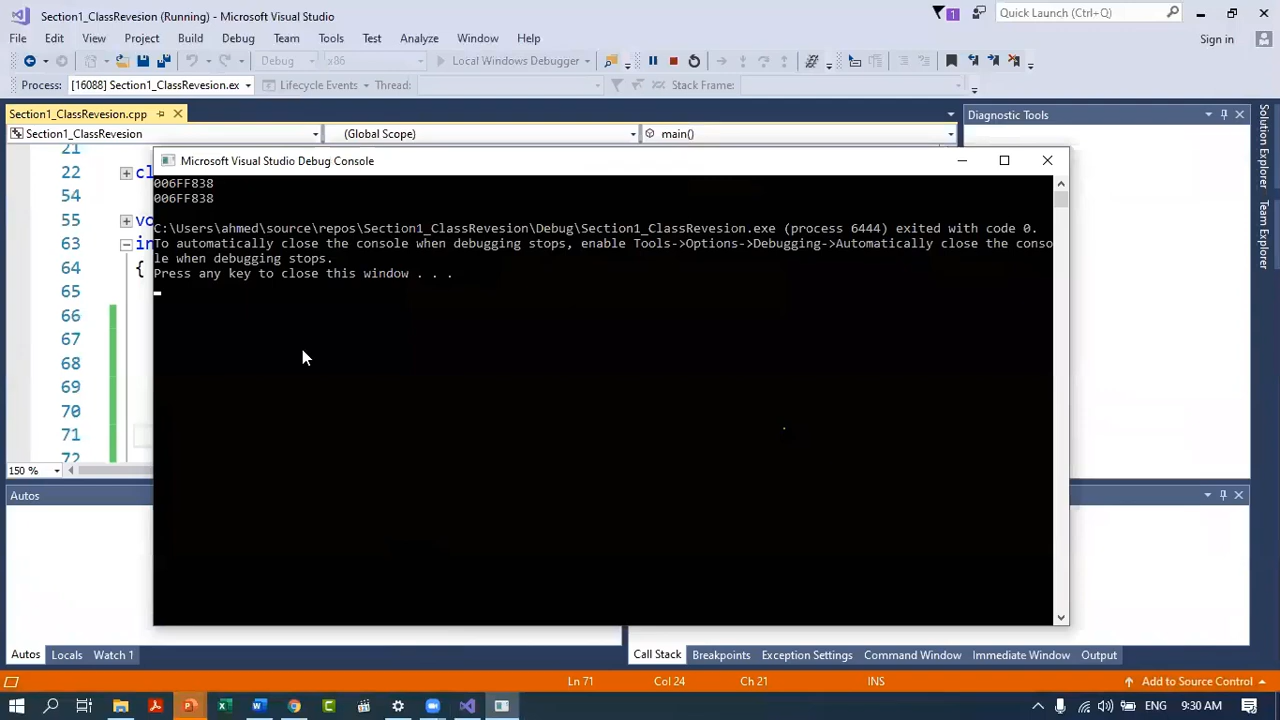 Section1_ClassRevesion (Running) - Microsoft Visual Studio
1
Quick Launch (Ctrl+Q)
File Edit View Project Build Debug Team Tools Test Analyze Window Help
Sign in
Debug x86 Local Windows Debugger
Process: [16088] Section1_ClassRevesion.ex Lifecycle Events Thread: Stack Frame:
Section1_ClassRevesion.cpp
Diagnostic Tools
Section1_ClassRevesion (Global Scope) main()
Solution Explorer
Team Explorer
21
22 cl
54
55 vo
63 in
64 {
65
66
67
68
69
70
71
72
150 %
Microsoft Visual Studio Debug Console
006FF838
006FF838
C:\Users\ahmed\source\repos\Section1_ClassRevesion\Debug\Section1_ClassRevesion.exe (process 6444) exited with code 0.
To automatically close the console when debugging stops, enable Tools->Options->Debugging->Automatically close the conso
le when debugging stops.
Press any key to close this window . . .
Autos
Autos Locals Watch 1
Call Stack Breakpoints Exception Settings Command Window Immediate Window Output
Ln 71 Col 24 Ch 21 INS Add to Source Control
ENG 9:30 AM